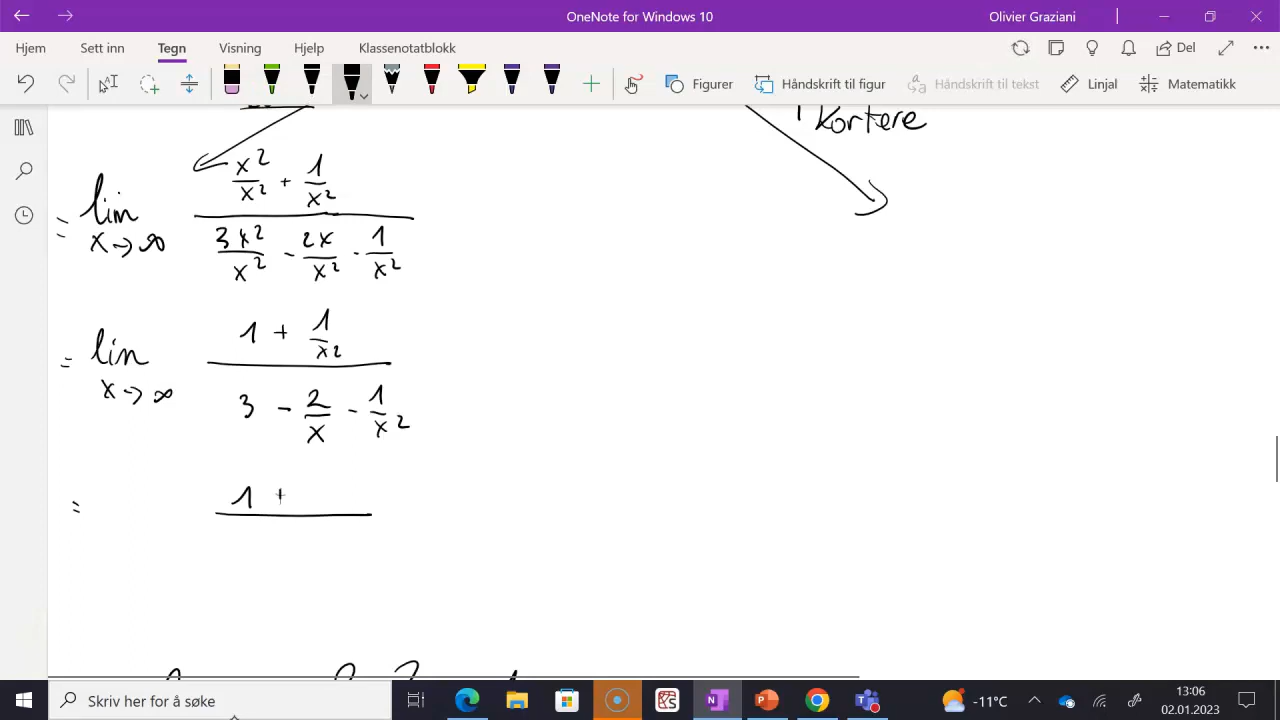 OneNote for Windows 10
Olivier Graziani
Hjem Sett inn Tegn Visning Hjelp Klassenotatblokk
Del
Figurer Håndskrift til figur Håndskrift til tekst Linjal Matematikk
kortere
= lim x→∞ (x²/x² + 1/x²) / (3x²/x² - 2x/x² - 1/x²)
= lim x→∞ (1 + 1/x²) / (3 - 2/x - 1/x²)
= 1 +
Skriv her for å søke
-11°C
13:06
02.01.2023